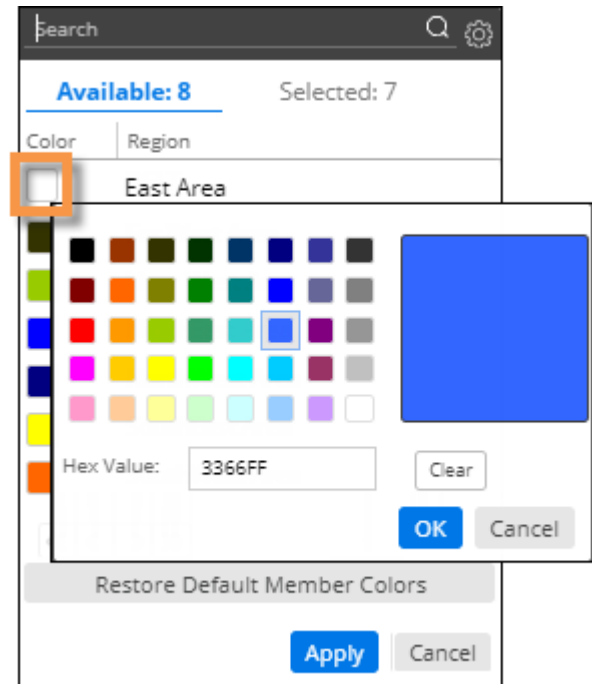 Search
Available: 8 Selected: 7
Color Region
East Area
Hex Value: 3366FF Clear
OK Cancel
Restore Default Member Colors
Apply Cancel